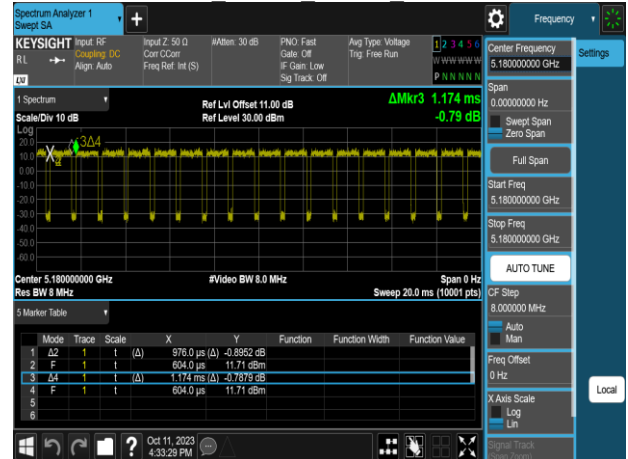 Spectrum Analyzer 1
Swept SA
+
Frequency
KEYSIGHT
RL
Input: RF
Coupling: DC
Align: Auto
Input Z: 50 Ω
Corr CCorr
Freq Ref: Int (S)
#Atten: 30 dB
PNO: Fast
Gate: Off
IF Gain: Low
Sig Track: Off
Avg Type: Voltage
Trig: Free Run
1 2 3 4 5 6
W W W W W W
P N N N N N
LXI
1 Spectrum
Scale/Div 10 dB
Ref Lvl Offset 11.00 dB
Ref Level 30.00 dBm
ΔMkr3 1.174 ms
-0.79 dB
Log
20.0
10.0
0.00
-10.0
-20.0
-30.0
-40.0
-50.0
-60.0
3Δ4
Center 5.180000000 GHz
Res BW 8 MHz
#Video BW 8.0 MHz
Span 0 Hz
Sweep 20.0 ms (10001 pts)
5 Marker Table
Mode Trace Scale X Y Function Function Width Function Value
1 Δ2 1 t (Δ) 976.0 µs (Δ) -0.8952 dB
2 F 1 t 604.0 µs 11.71 dBm
3 Δ4 1 t (Δ) 1.174 ms (Δ) -0.7879 dB
4 F 1 t 604.0 µs 11.71 dBm
5
6
? Oct 11, 2023
4:33:29 PM
Center Frequency
5.180000000 GHz
Span
0.00000000 Hz
Swept Span
Zero Span
Full Span
Start Freq
5.180000000 GHz
Stop Freq
5.180000000 GHz
AUTO TUNE
CF Step
8.000000 MHz
Auto
Man
Freq Offset
0 Hz
X Axis Scale
Log
Lin
Signal Track
(Span Zoom)
Settings
Local